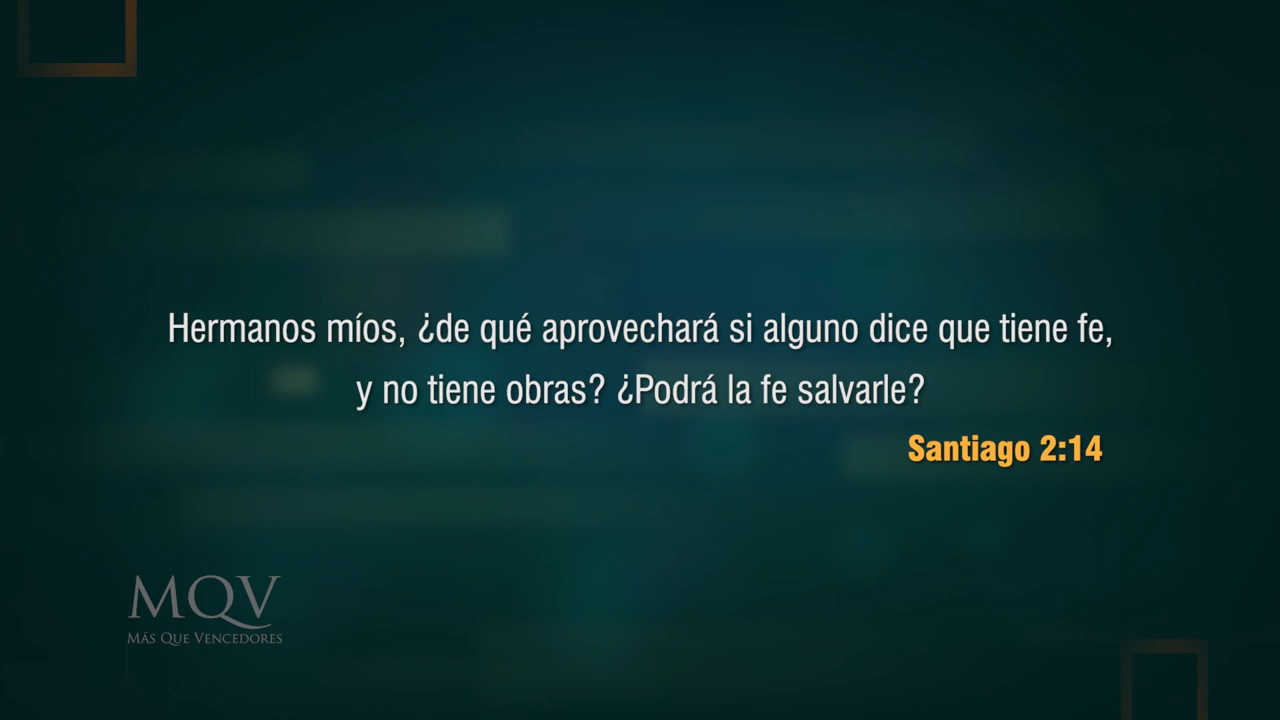 Hermanos míos, ¿de qué aprovechará si alguno dice que tiene fe,
y no tiene obras? ¿Podrá la fe salvarle?
Santiago 2:14
MQV
MÁS QUE VENCEDORES